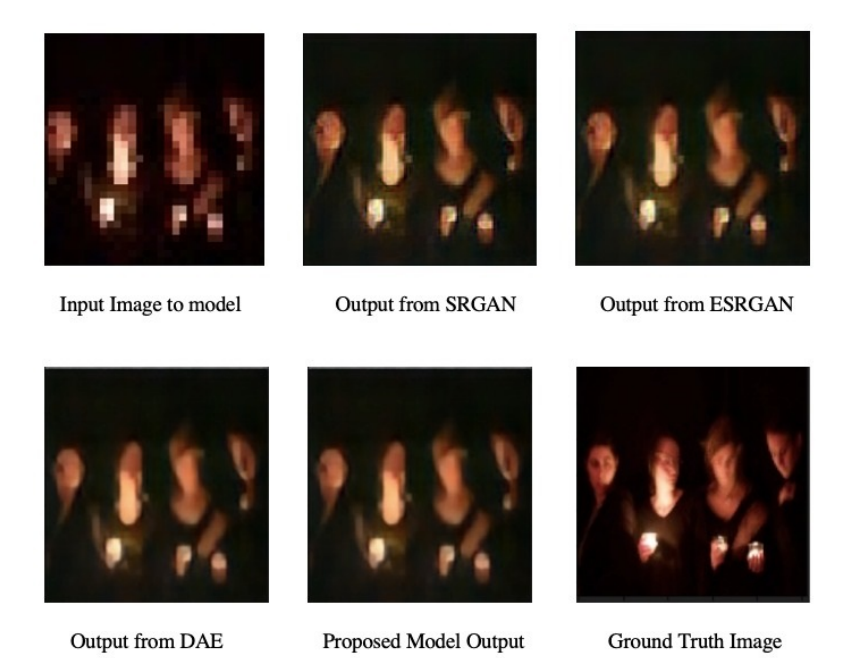 Input Image to model
Output from SRGAN
Output from ESRGAN
Output from DAE
Proposed Model Output
Ground Truth Image